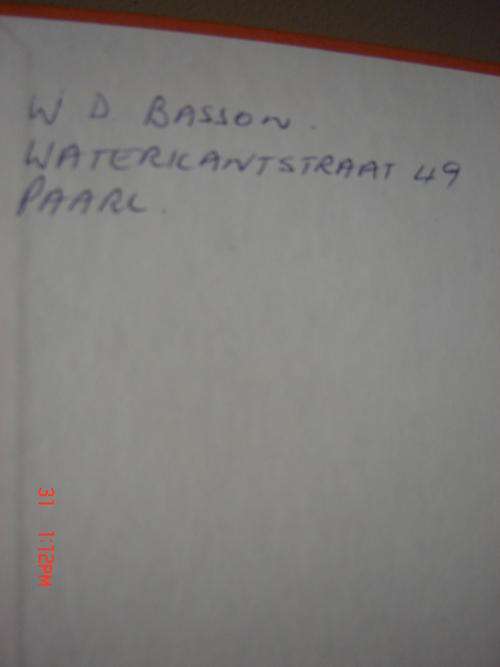 W D. BASSON.
WATERKANTSTRAAT 49
PAARL.
31 1:12PM